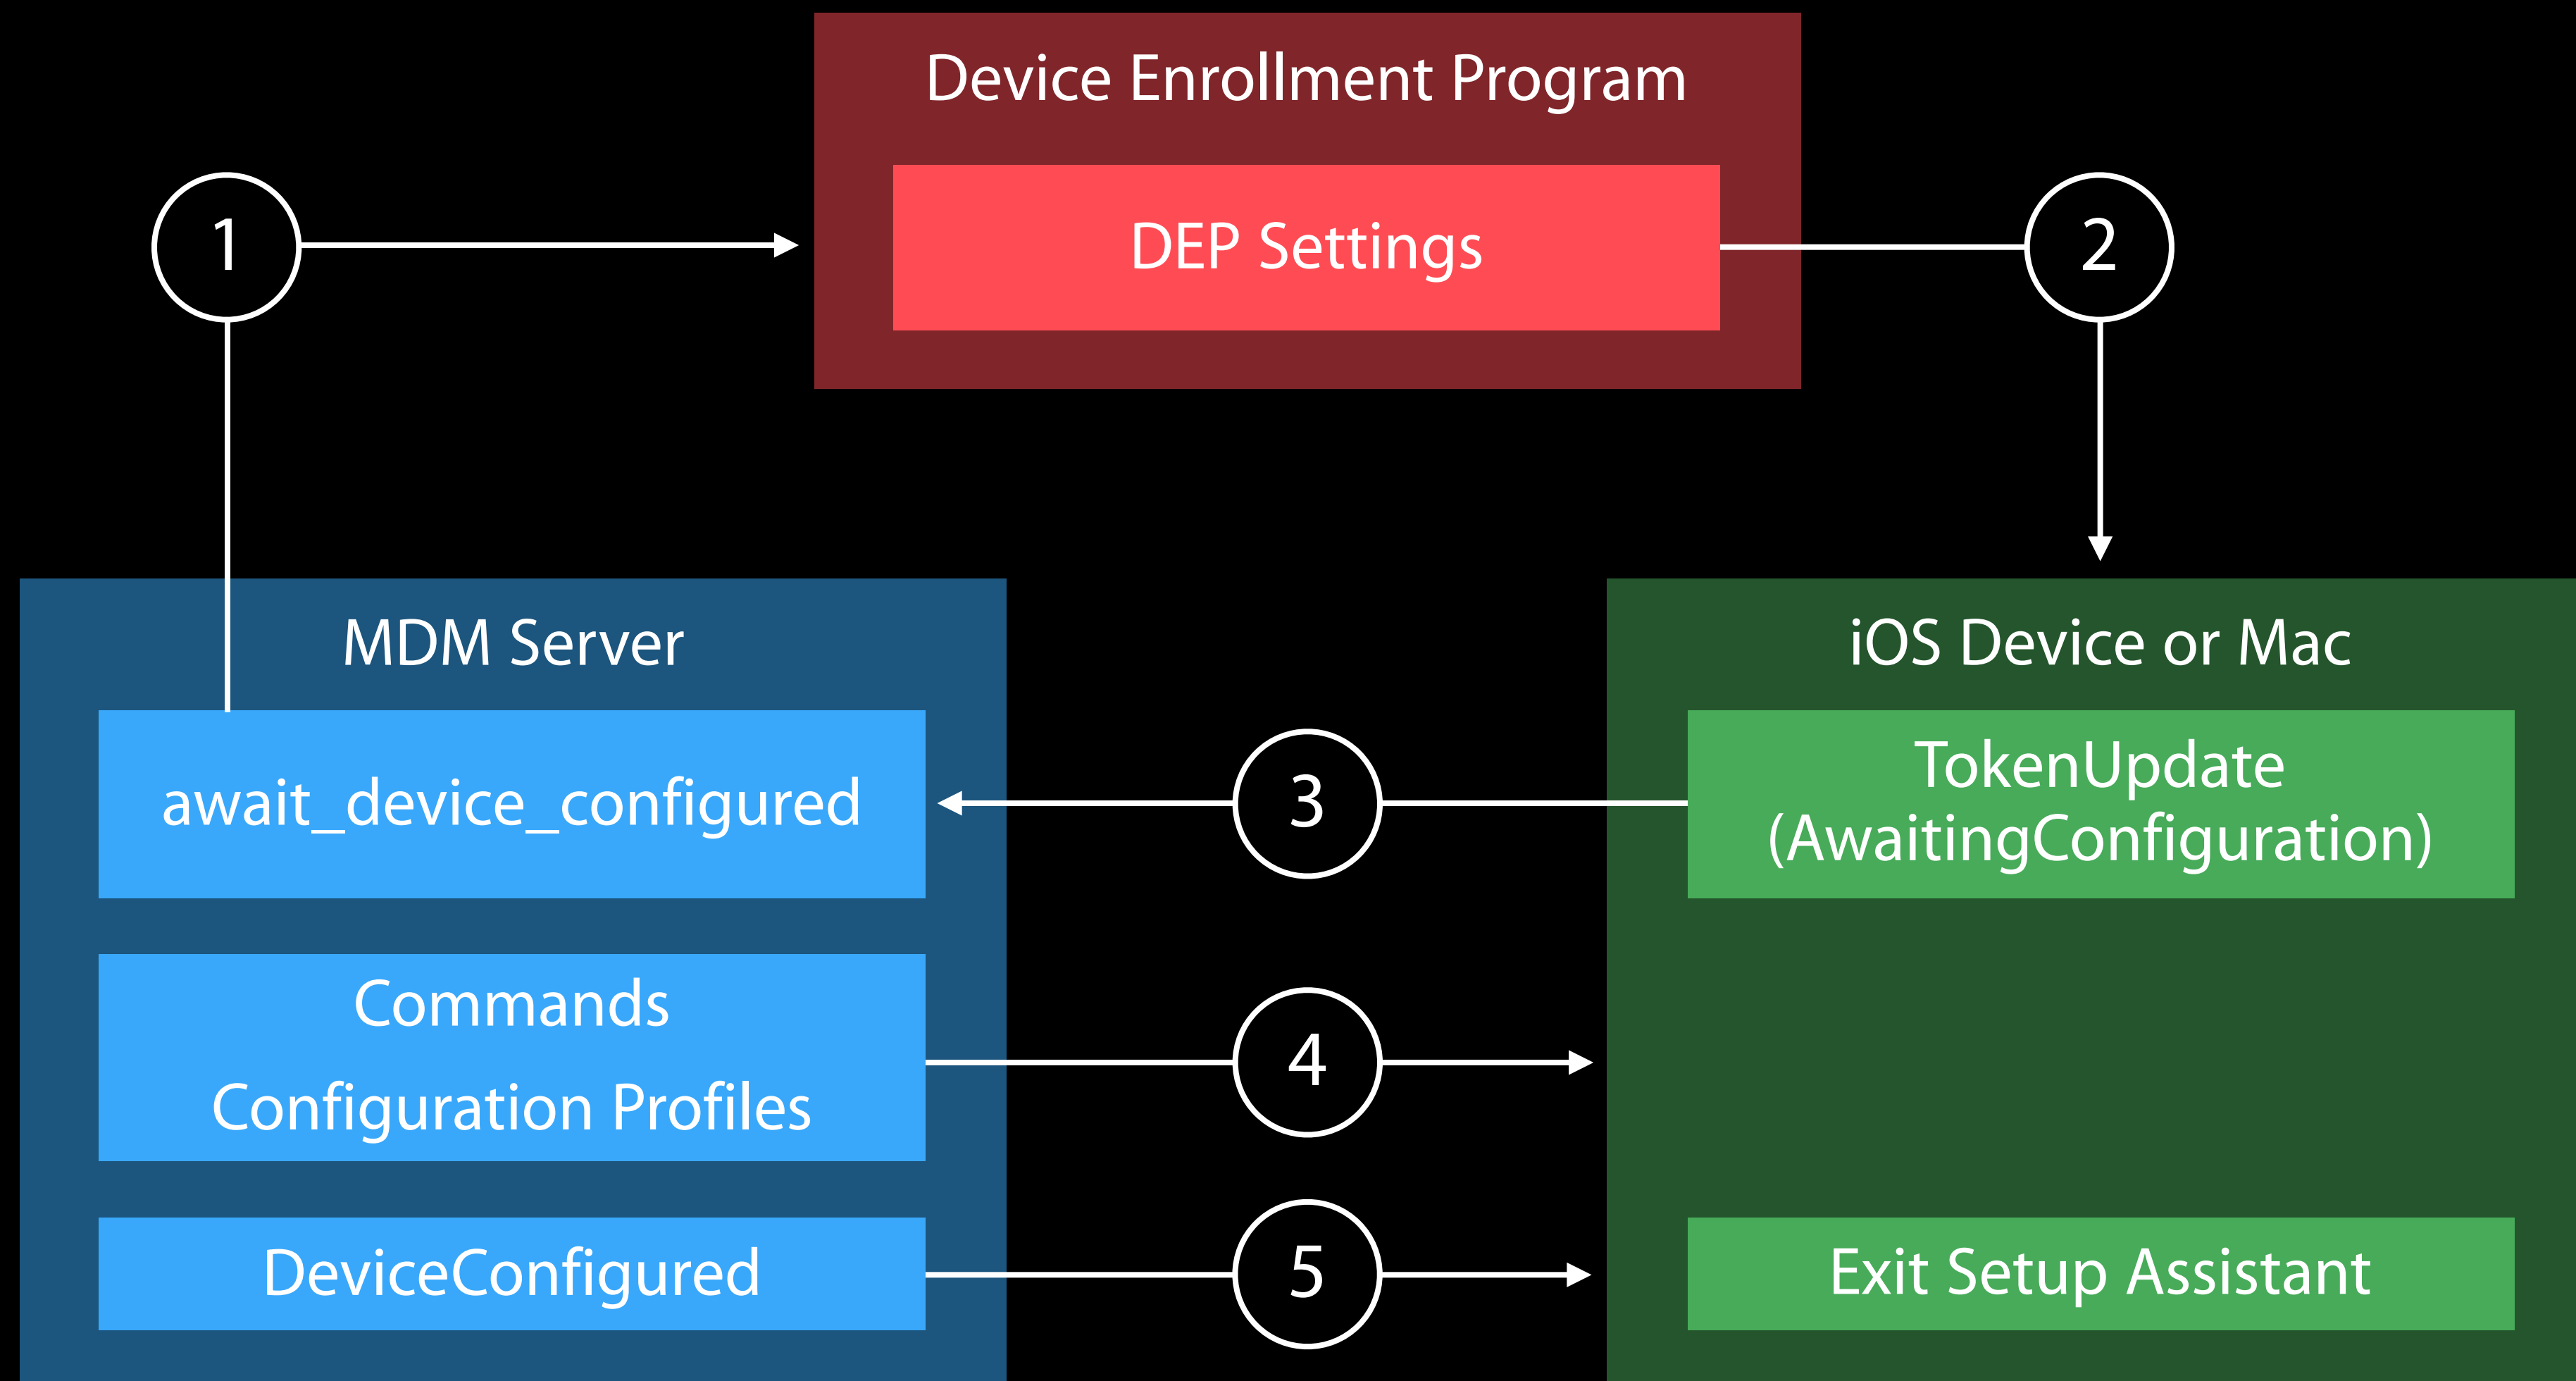 Device Enrollment Program
DEP Settings
1
2
MDM Server
iOS Device or Mac
await_device_configured
3
TokenUpdate
(AwaitingConfiguration)
Commands
Configuration Profiles
4
DeviceConfigured
5
Exit Setup Assistant